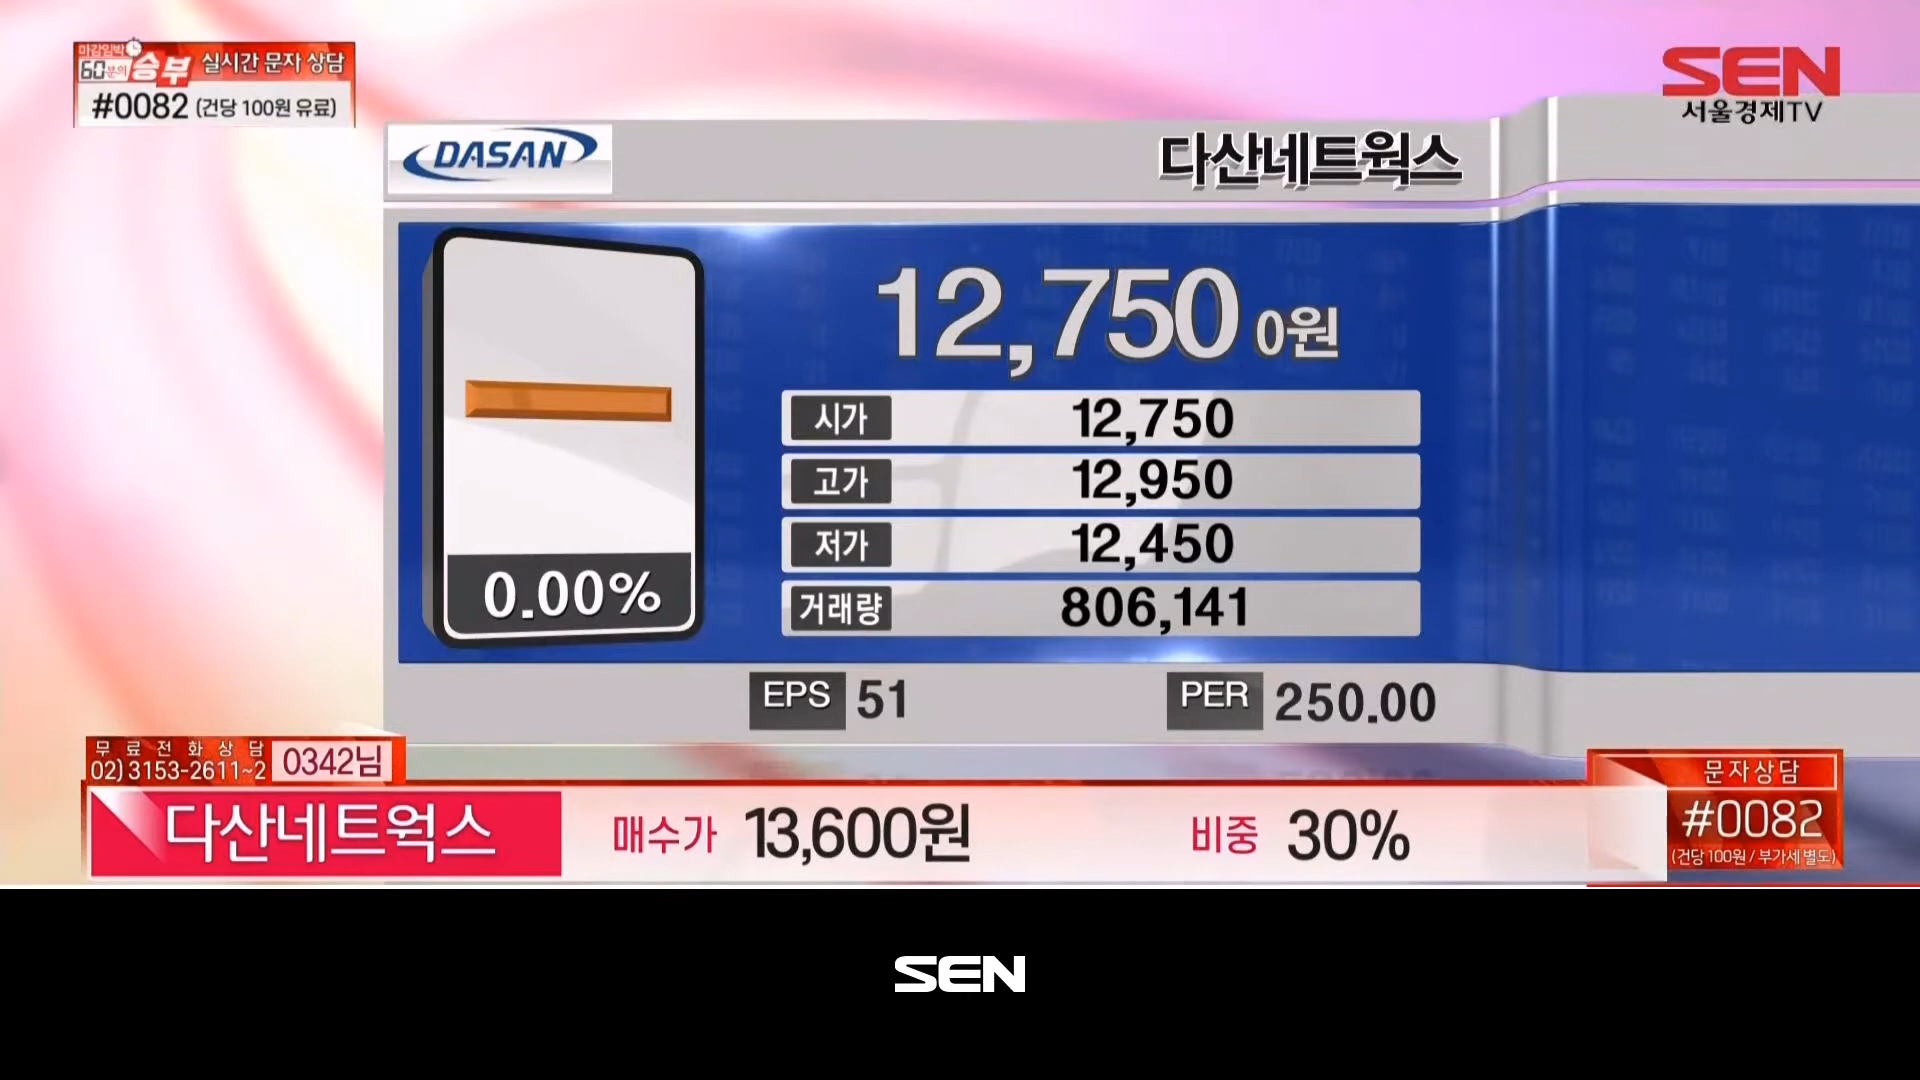 마감임박
60분의 승부 실시간 문자 상담
#0082 (건당 100원 유료)
SEN
서울경제TV
DASAN
다산네트웍스
12,750 0원
시가 12,750
고가 12,950
저가 12,450
거래량 806,141
0.00%
EPS 51
PER 250.00
무료전화상담
02)3153-2611~2 0342님
다산네트웍스
매수가 13,600원
비중 30%
문자상담
#0082
(건당 100원 / 부가세 별도)
SEN